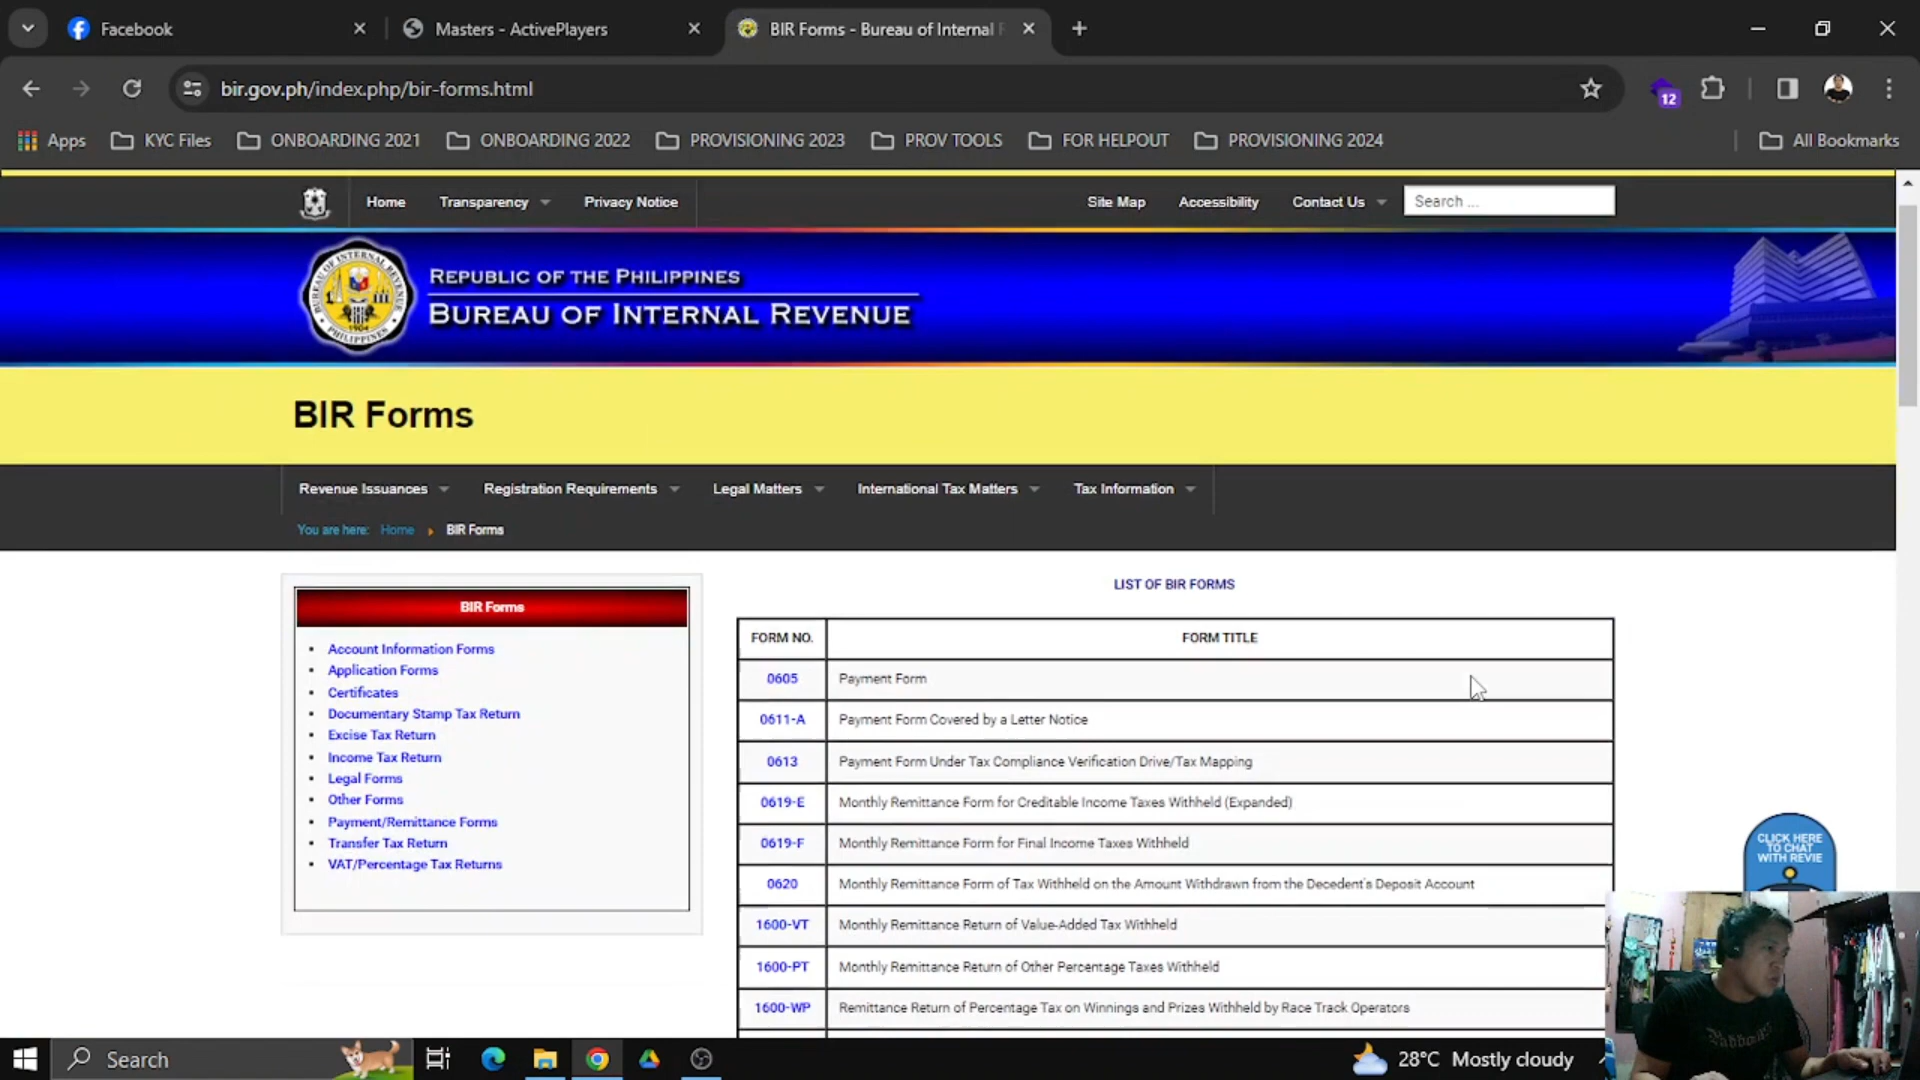 Facebook
Masters - ActivePlayers
BIR Forms - Bureau of Internal
bir.gov.ph/index.php/bir-forms.html
12
Apps
KYC Files
ONBOARDING 2021
ONBOARDING 2022
PROVISIONING 2023
PROV TOOLS
FOR HELPOUT
PROVISIONING 2024
All Bookmarks
Home
Transparency
Privacy Notice
Site Map
Accessibility
Contact Us
Search ...
BUREAU OF INTERNAL REVENUE
1904
PHILIPPINES
REPUBLIC OF THE PHILIPPINES
BUREAU OF INTERNAL REVENUE
BIR Forms
Revenue Issuances
Registration Requirements
Legal Matters
International Tax Matters
Tax Information
You are here: Home BIR Forms
BIR Forms
• Account Information Forms
• Application Forms
• Certificates
• Documentary Stamp Tax Return
• Excise Tax Return
• Income Tax Return
• Legal Forms
• Other Forms
• Payment/Remittance Forms
• Transfer Tax Return
• VAT/Percentage Tax Returns
LIST OF BIR FORMS
FORM NO. FORM TITLE
0605 Payment Form
0611-A Payment Form Covered by a Letter Notice
0613 Payment Form Under Tax Compliance Verification Drive/Tax Mapping
0619-E Monthly Remittance Form for Creditable Income Taxes Withheld (Expanded)
0619-F Monthly Remittance Form for Final Income Taxes Withheld
0620 Monthly Remittance Form of Tax Withheld on the Amount Withdrawn from the Decedent's Deposit Account
1600-VT Monthly Remittance Return of Value-Added Tax Withheld
1600-PT Monthly Remittance Return of Other Percentage Taxes Withheld
1600-WP Remittance Return of Percentage Tax on Winnings and Prizes Withheld by Race Track Operators
CLICK HERE
TO CHAT
WITH REVIE
Search
28°C Mostly cloudy